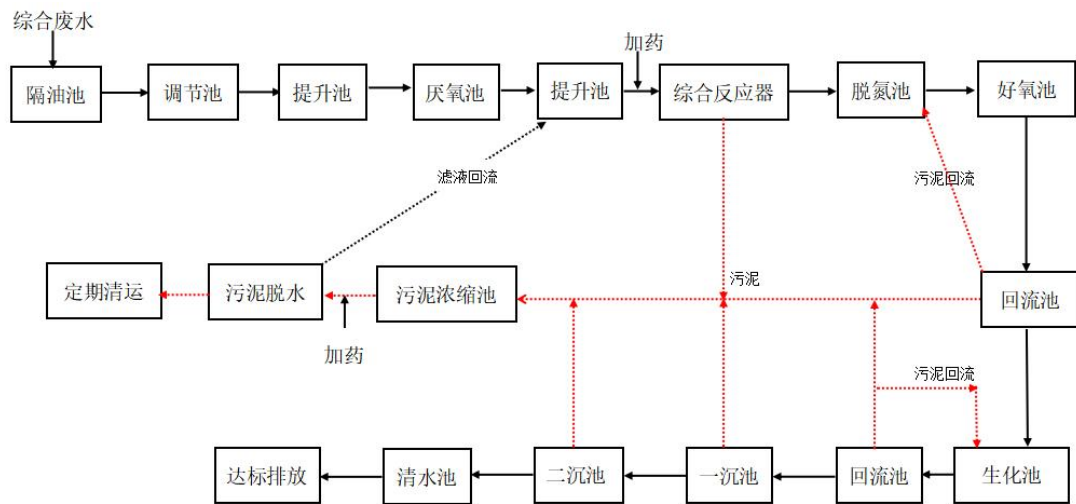 综合废水
加药
隔油池
调节池
提升池
厌氧池
提升池
综合反应器
脱氮池
好氧池
滤液回流
污泥回流
定期清运
污泥脱水
污泥浓缩池
污泥
回流池
加药
污泥回流
达标排放
清水池
二沉池
一沉池
回流池
生化池